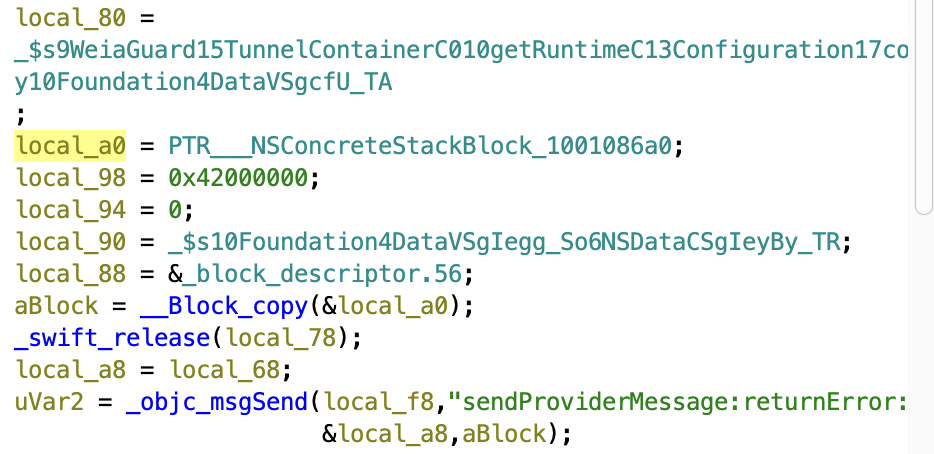 local_80 =
_$s9WeiaGuard15TunnelContainerC010getRuntimeC13Configuration17co
y10Foundation4DataVSgcfU_TA
;
local_a0 = PTR___NSConcreteStackBlock_1001086a0;
local_98 = 0x42000000;
local_94 = 0;
local_90 = _$s10Foundation4DataVSgIegg_So6NSDataCSgIeyBy_TR;
local_88 = &_block_descriptor.56;
aBlock = __Block_copy(&local_a0);
_swift_release(local_78);
local_a8 = local_68;
uVar2 = _objc_msgSend(local_f8,"sendProviderMessage:returnError:
&local_a8,aBlock);